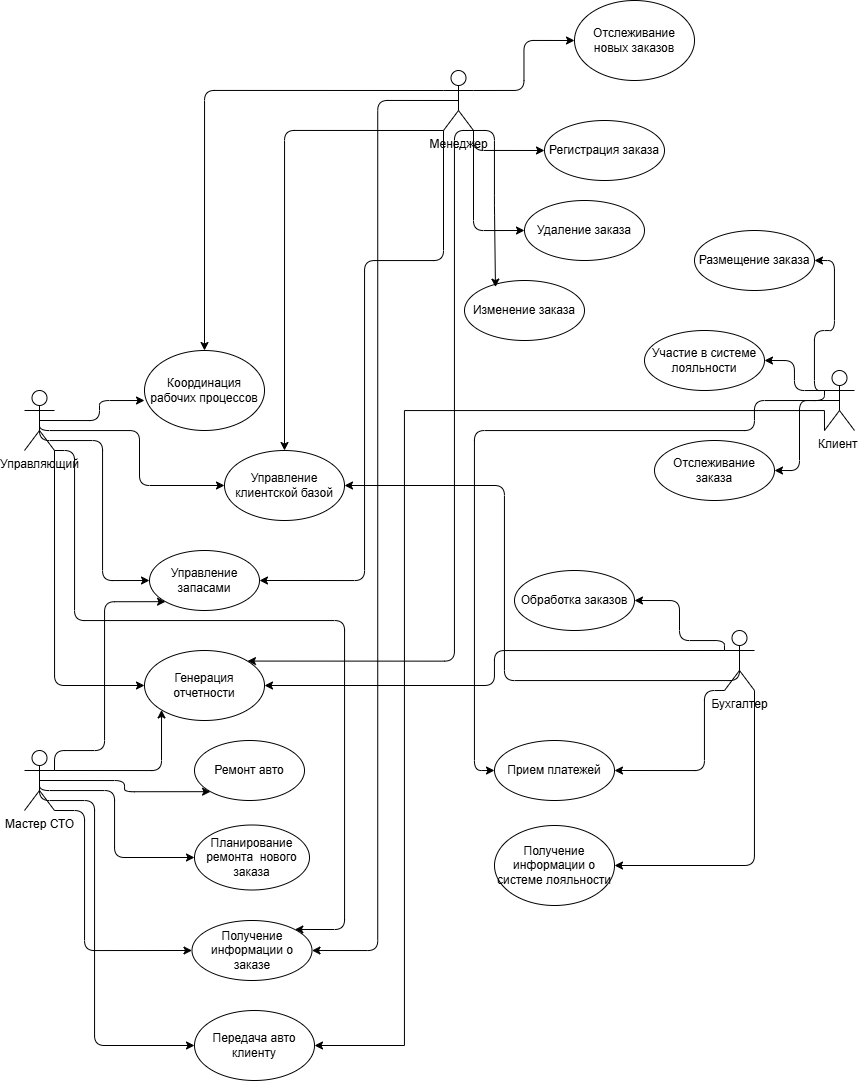 Отслеживание
новых заказов
Менеджер
Регистрация заказа
Удаление заказа
Размещение заказа
Изменение заказа
Участие в системе
лояльности
Координация
рабочих процессов
Клиент
Управляющий
Управление
клиентской базой
Отслеживание
заказа
Управление
запасами
Обработка заказов
Генерация
отчетности
Бухгалтер
Ремонт авто
Прием платежей
Мастер СТО
Планирование
ремонта нового
заказа
Получение
информации о
системе лояльности
Получение
информации о
заказе
Передача авто
клиенту